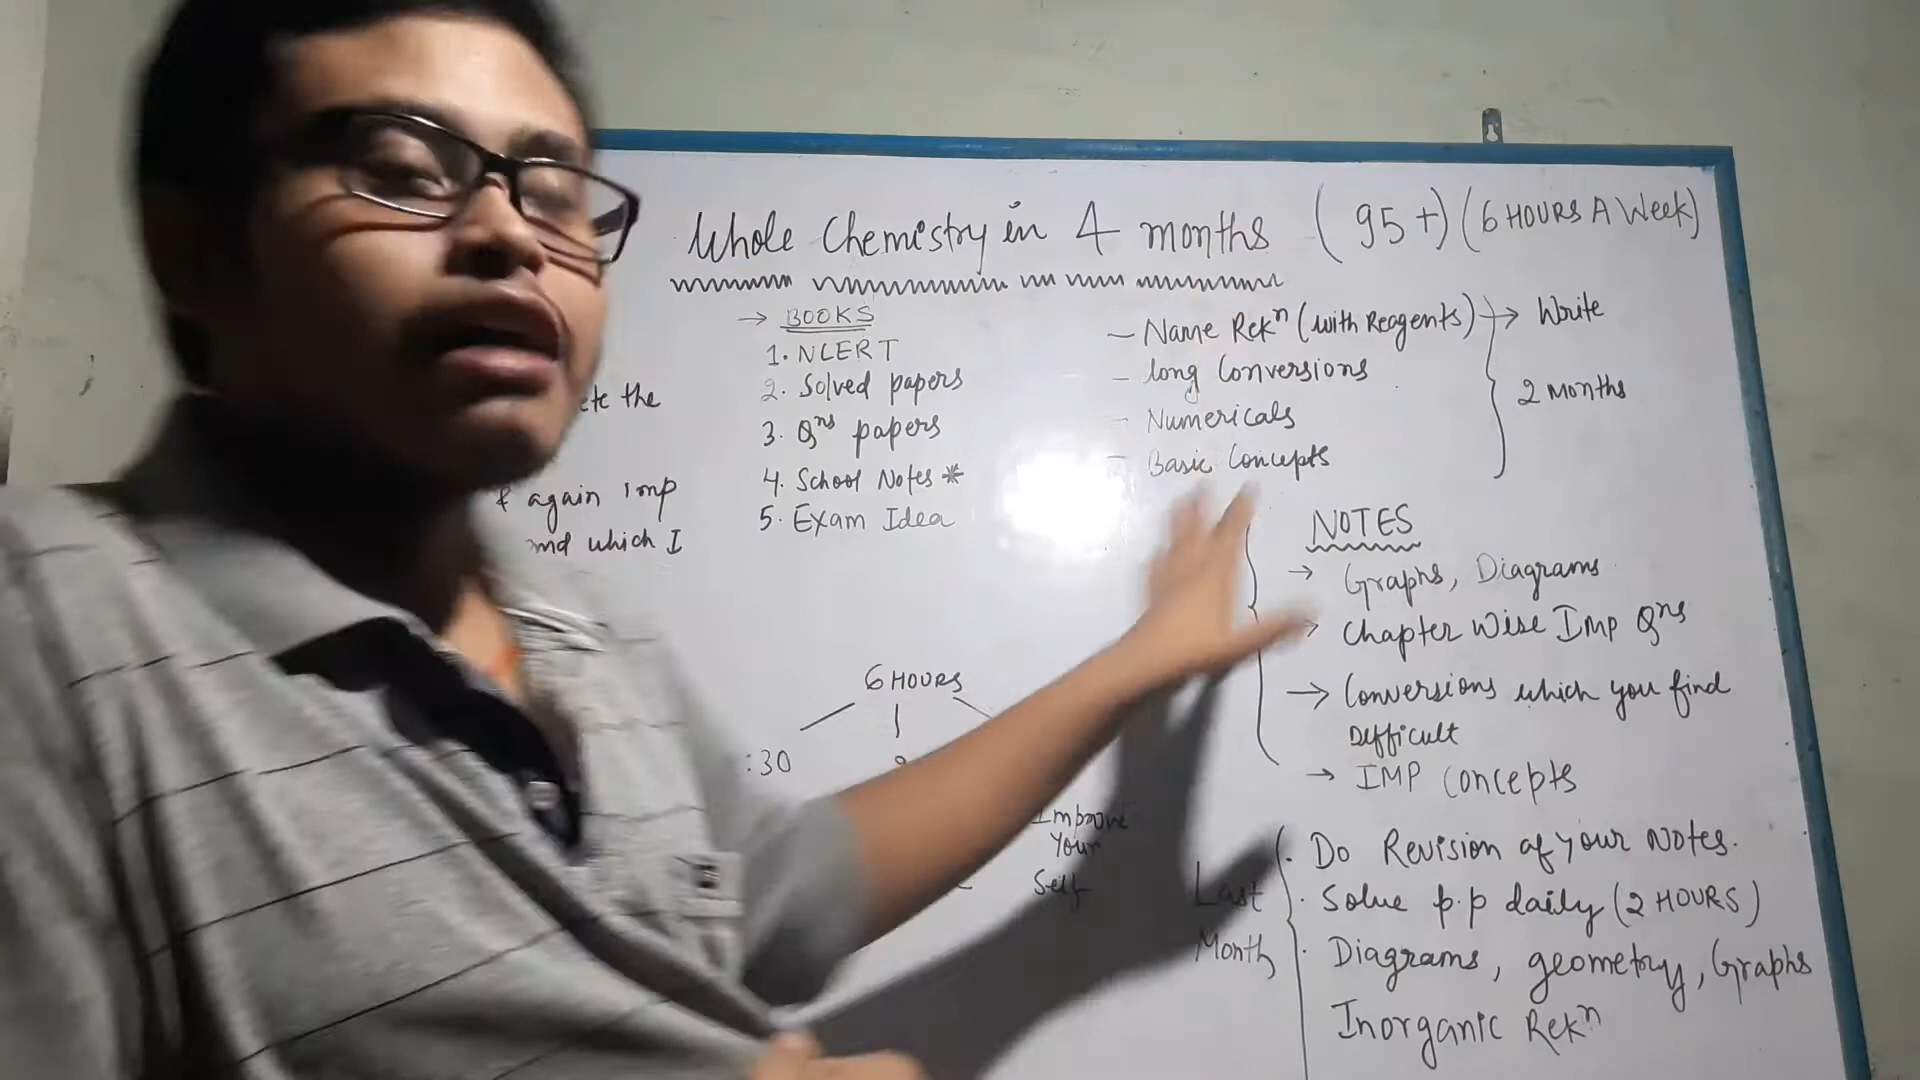 Whole Chemistry in 4 months (95+) (6 HOURS A Week)
→ BOOKS
1. NCERT
2. Solved papers
3. Qns papers
4. School Notes *
5. Exam Idea
the
& again imp
and which I
– Name Rekⁿ (with Reagents) → Write
– long Conversions
– Numericals
– Basic Concepts
2 Months
NOTES
→ Graphs, Diagrams
→ Chapter Wise Imp Qns
→ Conversions which you find
Difficult
→ IMP Concepts
6 HOURS
:30
Improve
Your
Self
Last
Month
· Do Revision of your Notes.
· Solve p.p daily (2 HOURS)
· Diagrams, geometry, Graphs
Inorganic Rekⁿ